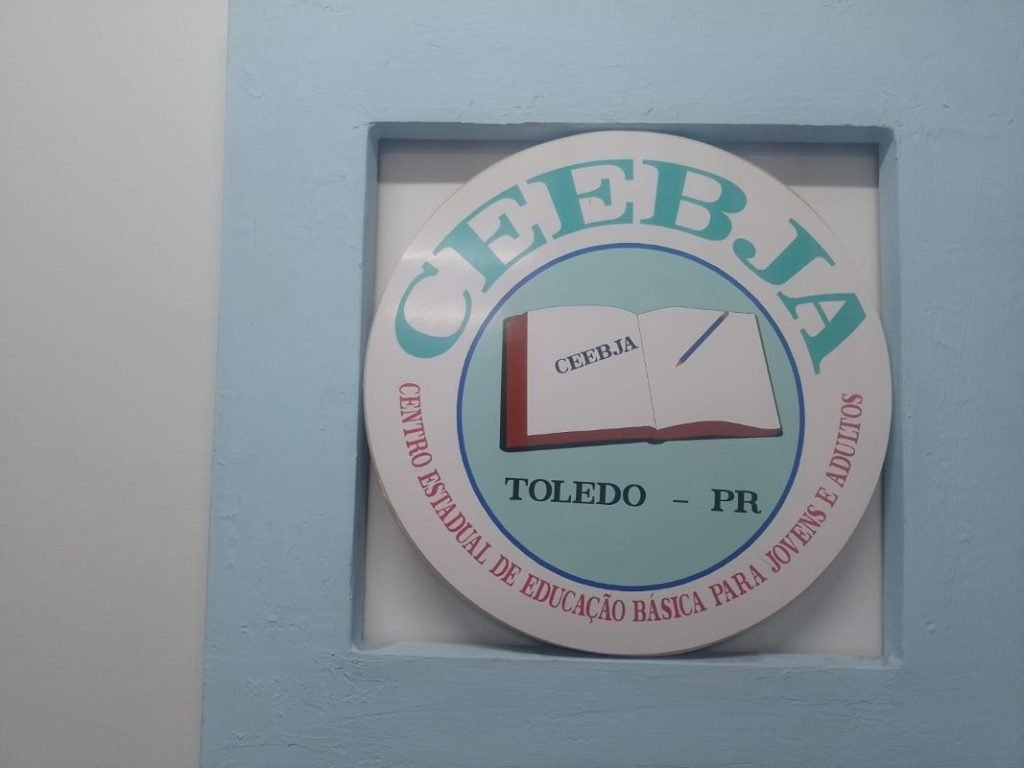 CEEBJA
CEEBJA
TOLEDO - PR
CENTRO ESTADUAL DE EDUCAÇÃO BÁSICA PARA JOVENS E ADULTOS